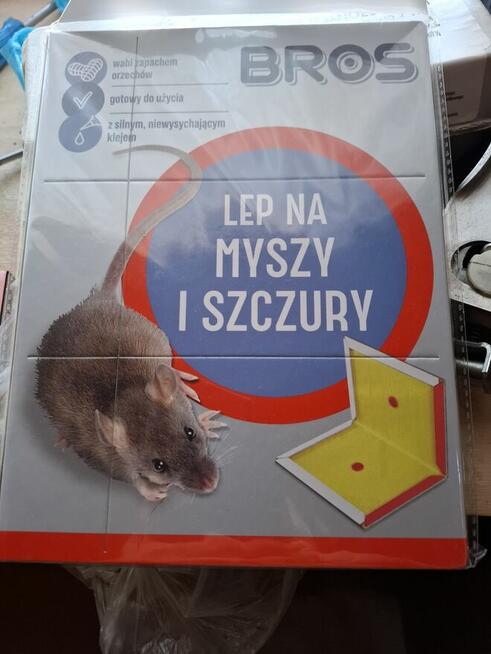 wabi zapachem
orzechów
gotowy do użycia
z silnym, niewysychającym
klejem
BROS
LEP NA
MYSZY
I SZCZURY